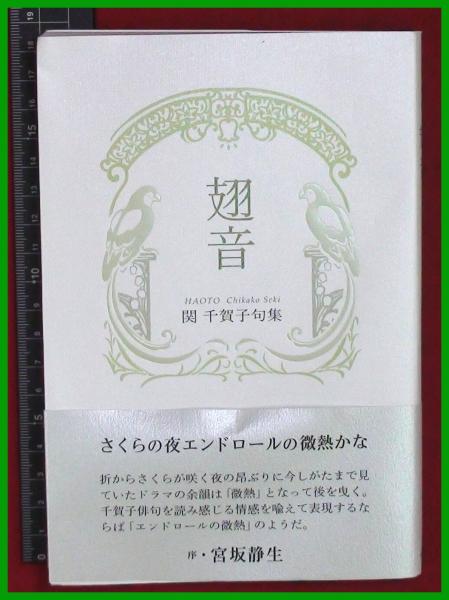 翅音
HAOTO Chikako Seki
関 千賀子句集
さくらの夜エンドロールの微熱かな
折からさくらが咲く夜の昂ぶりに今しがたまで見
ていたドラマの余韻は「微熱」となって後を曳く。
千賀子俳句を読み感じる情感を喩えて表現するな
らば「エンドロールの微熱」のようだ。
序・宮坂静生
19
15
10
5
0